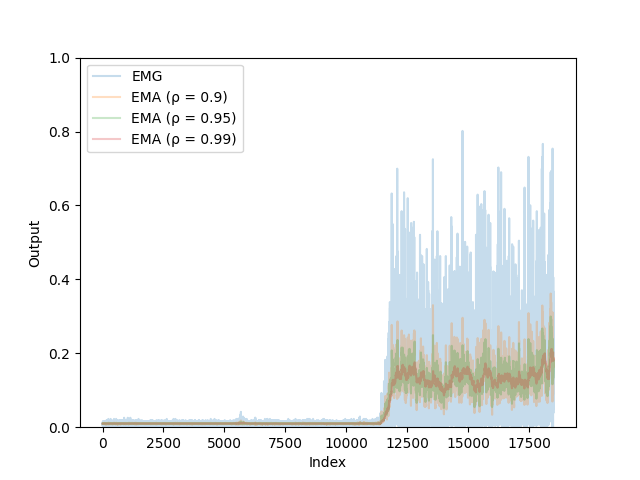 1.0
0.8
0.6
0.4
0.2
0.0
Output
EMG
EMA (ρ = 0.9)
EMA (ρ = 0.95)
EMA (ρ = 0.99)
0 2500 5000 7500 10000 12500 15000 17500
Index